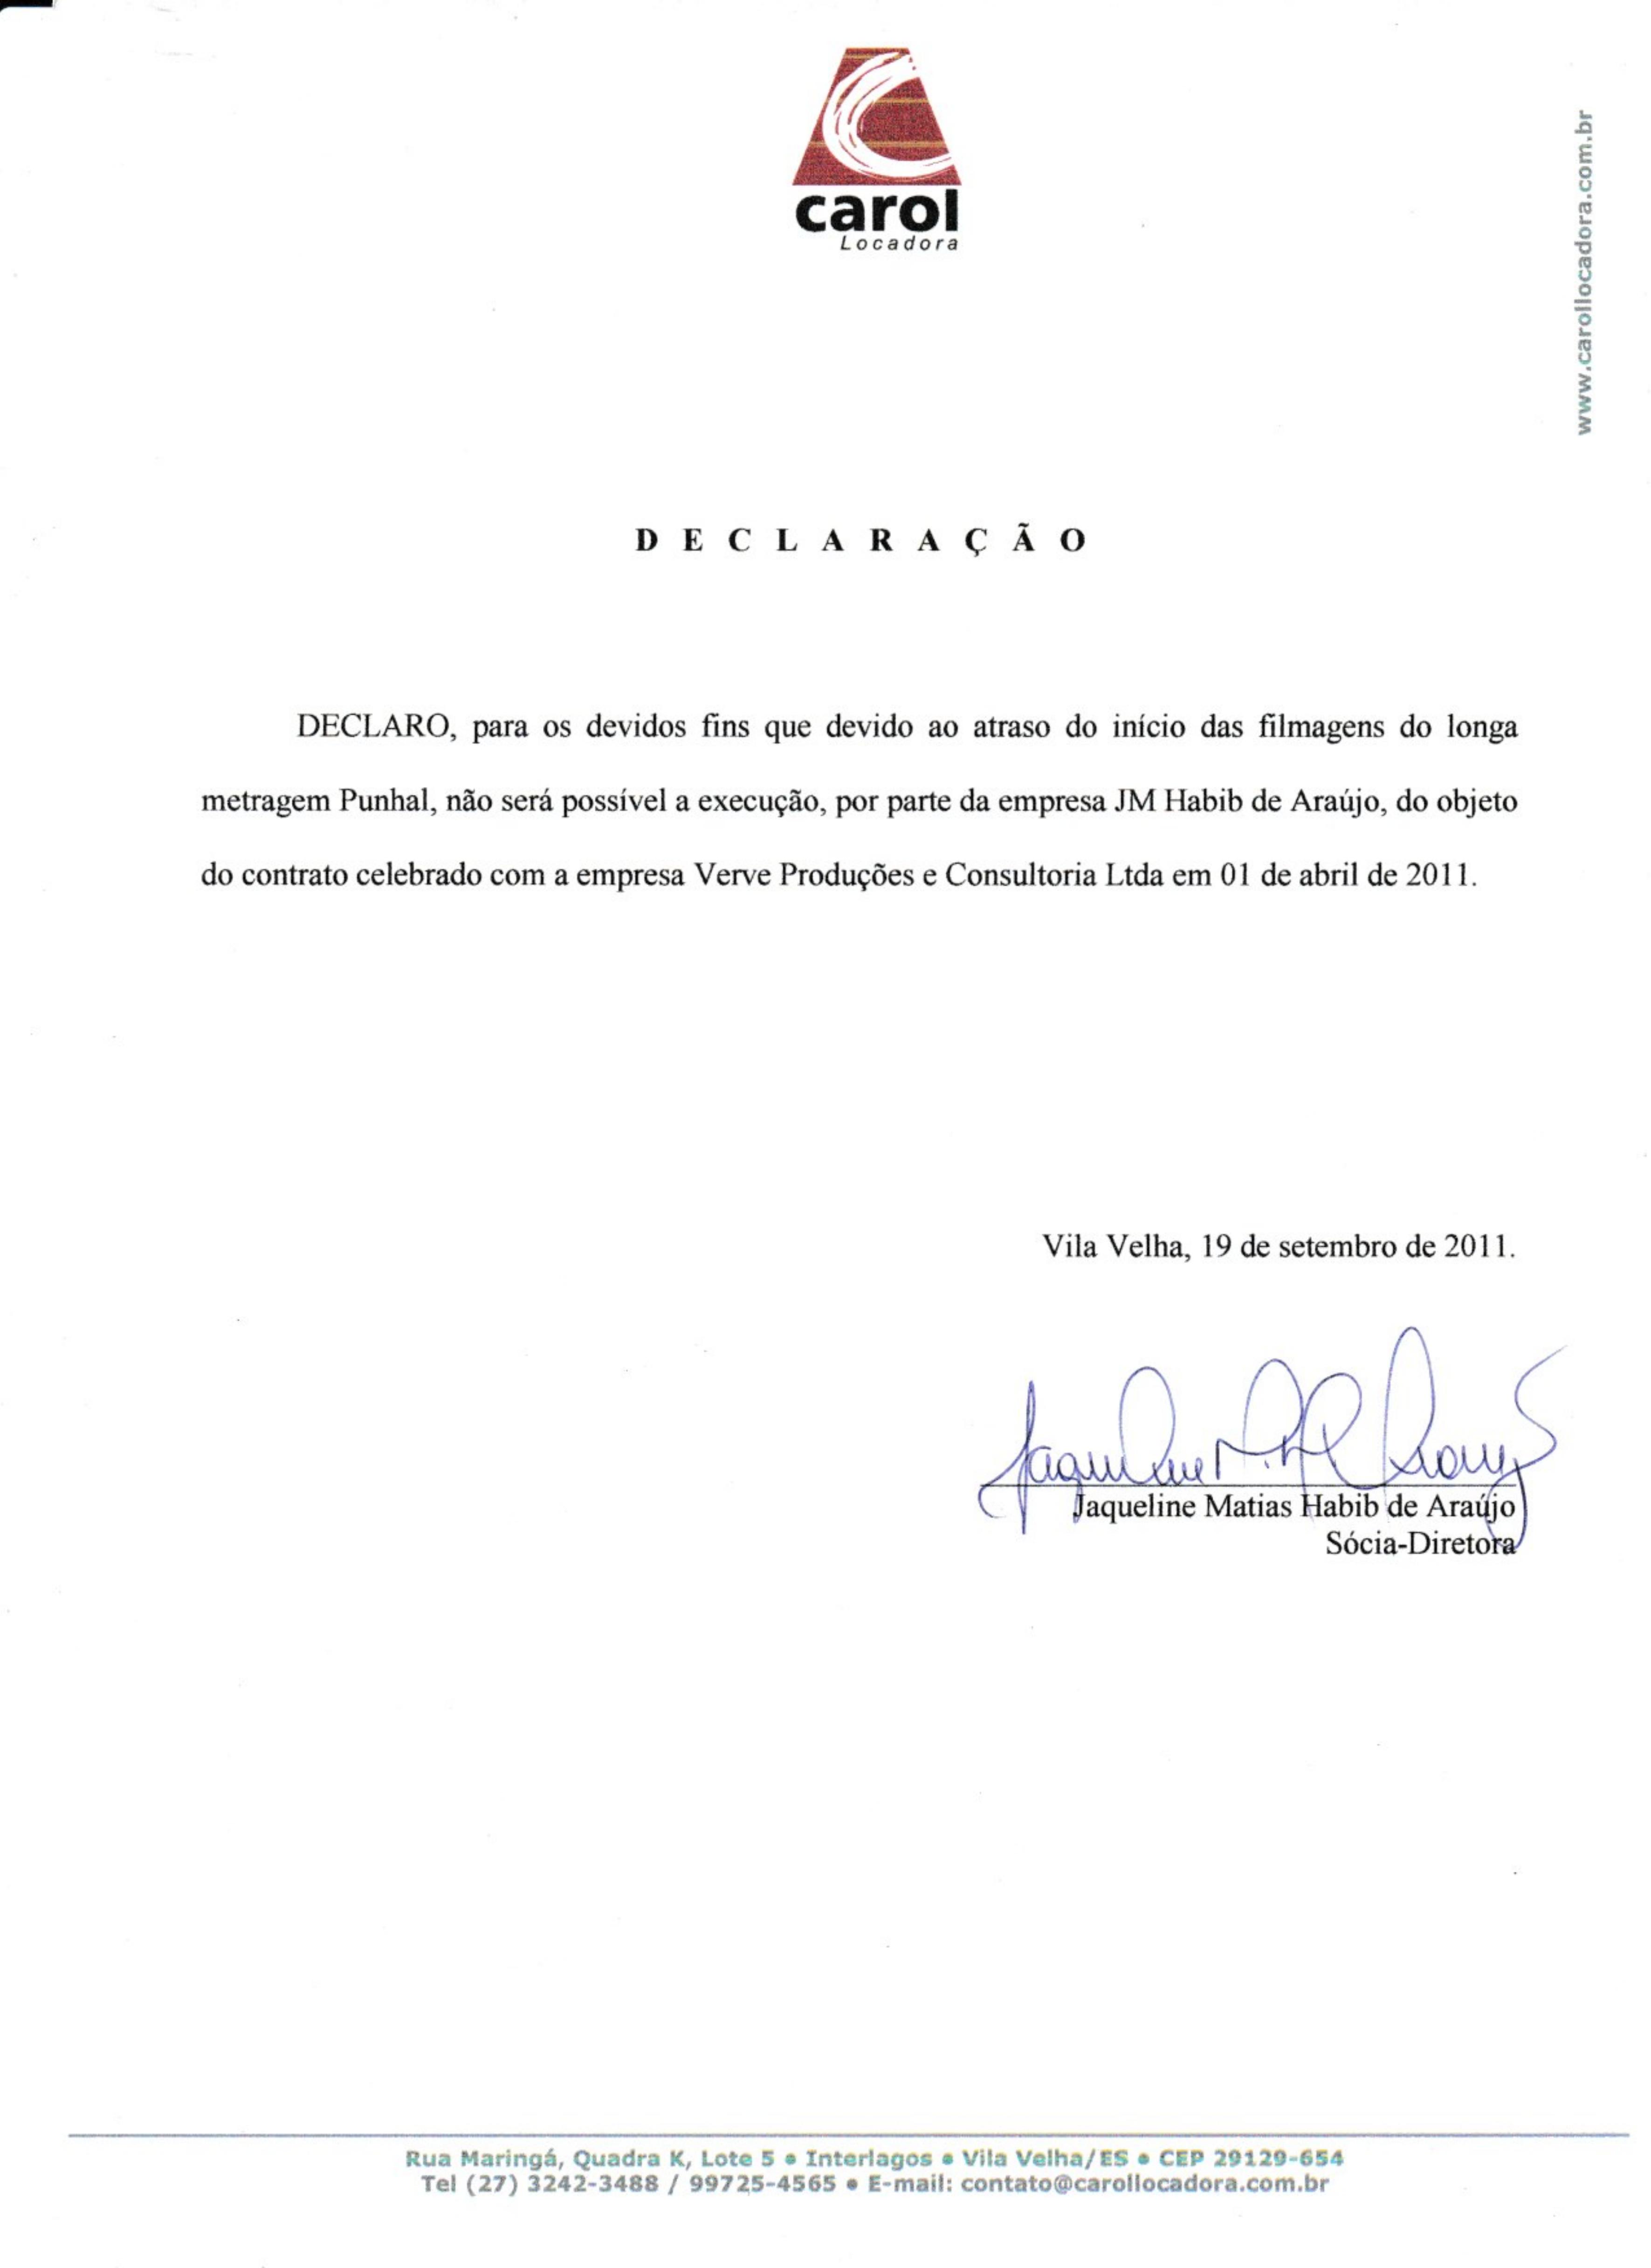 carol
Locadora
www.carollocadora.com.br
D E C L A R A Ç Ã O
DECLARO, para os devidos fins que devido ao atraso do início das filmagens do longa
metragem Punhal, não será possível a execução, por parte da empresa JM Habib de Araújo, do objeto
do contrato celebrado com a empresa Verve Produções e Consultoria Ltda em 01 de abril de 2011.
Vila Velha, 19 de setembro de 2011.
Jaqueline Matias Habib de Araújo
Sócia-Diretora
Rua Maringá, Quadra K, Lote 5 • Interlagos • Vila Velha/ES • CEP 29129-654
Tel (27) 3242-3488 / 99725-4565 • E-mail: contato@carollocadora.com.br